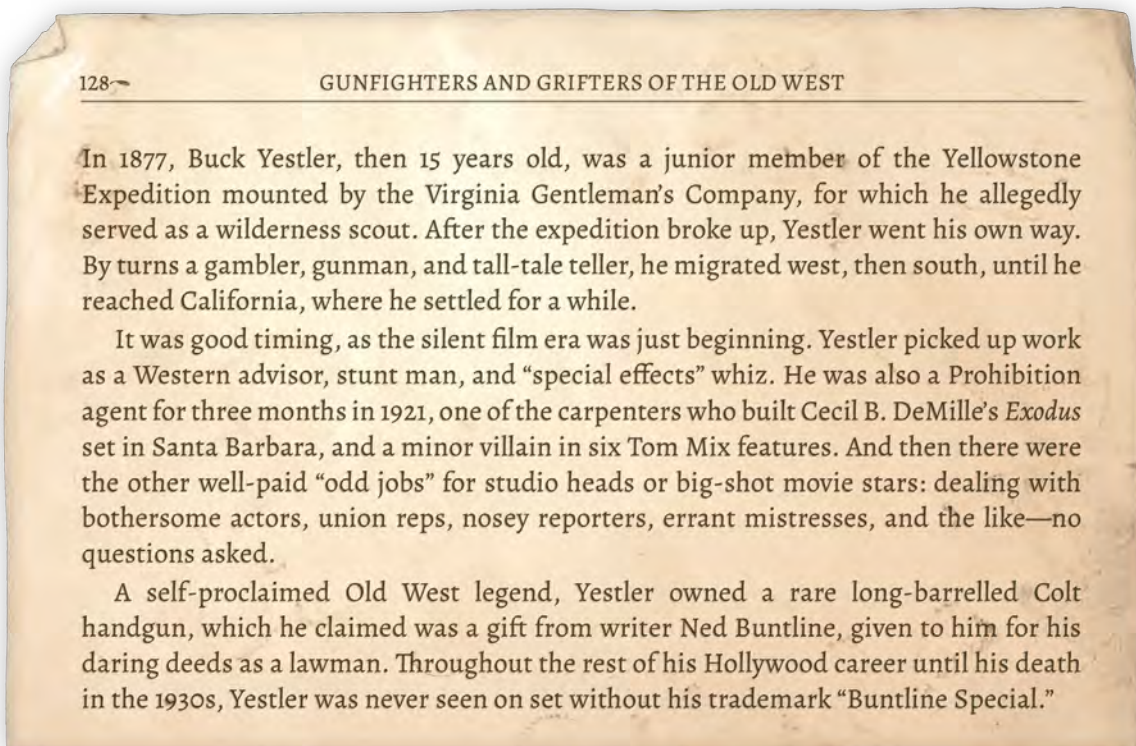 128 GUNFIGHTERS AND GRIFTERS OF THE OLD WEST
In 1877, Buck Yestler, then 15 years old, was a junior member of the Yellowstone
Expedition mounted by the Virginia Gentleman's Company, for which he allegedly
served as a wilderness scout. After the expedition broke up, Yestler went his own way.
By turns a gambler, gunman, and tall-tale teller, he migrated west, then south, until he
reached California, where he settled for a while.
It was good timing, as the silent film era was just beginning. Yestler picked up work
as a Western advisor, stunt man, and “special effects” whiz. He was also a Prohibition
agent for three months in 1921, one of the carpenters who built Cecil B. DeMille's Exodus
set in Santa Barbara, and a minor villain in six Tom Mix features. And then there were
the other well-paid “odd jobs” for studio heads or big-shot movie stars: dealing with
bothersome actors, union reps, nosey reporters, errant mistresses, and the like—no
questions asked.
A self-proclaimed Old West legend, Yestler owned a rare long-barrelled Colt
handgun, which he claimed was a gift from writer Ned Buntline, given to him for his
daring deeds as a lawman. Throughout the rest of his Hollywood career until his death
in the 1930s, Yestler was never seen on set without his trademark “Buntline Special.”